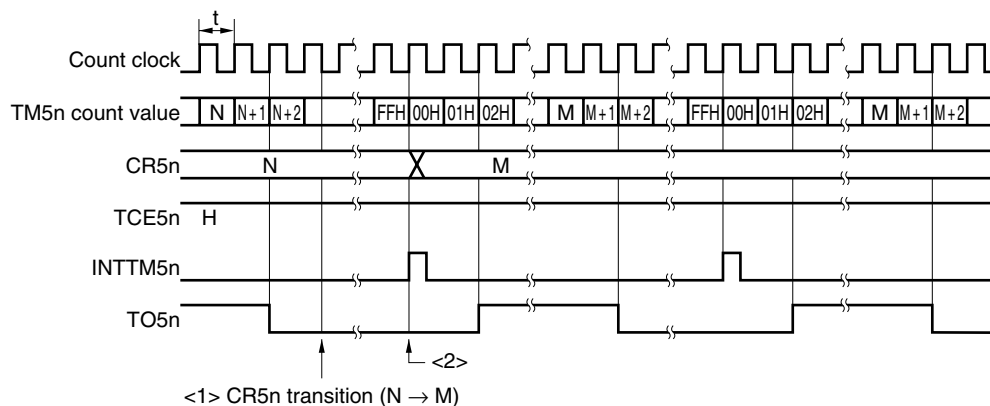 t
Count clock
TM5n count value N N+1 N+2 FFH 00H 01H 02H M M+1 M+2 FFH 00H 01H 02H M M+1 M+2
CR5n N M
TCE5n H
INTTM5n
TO5n
<2>
<1> CR5n transition (N → M)